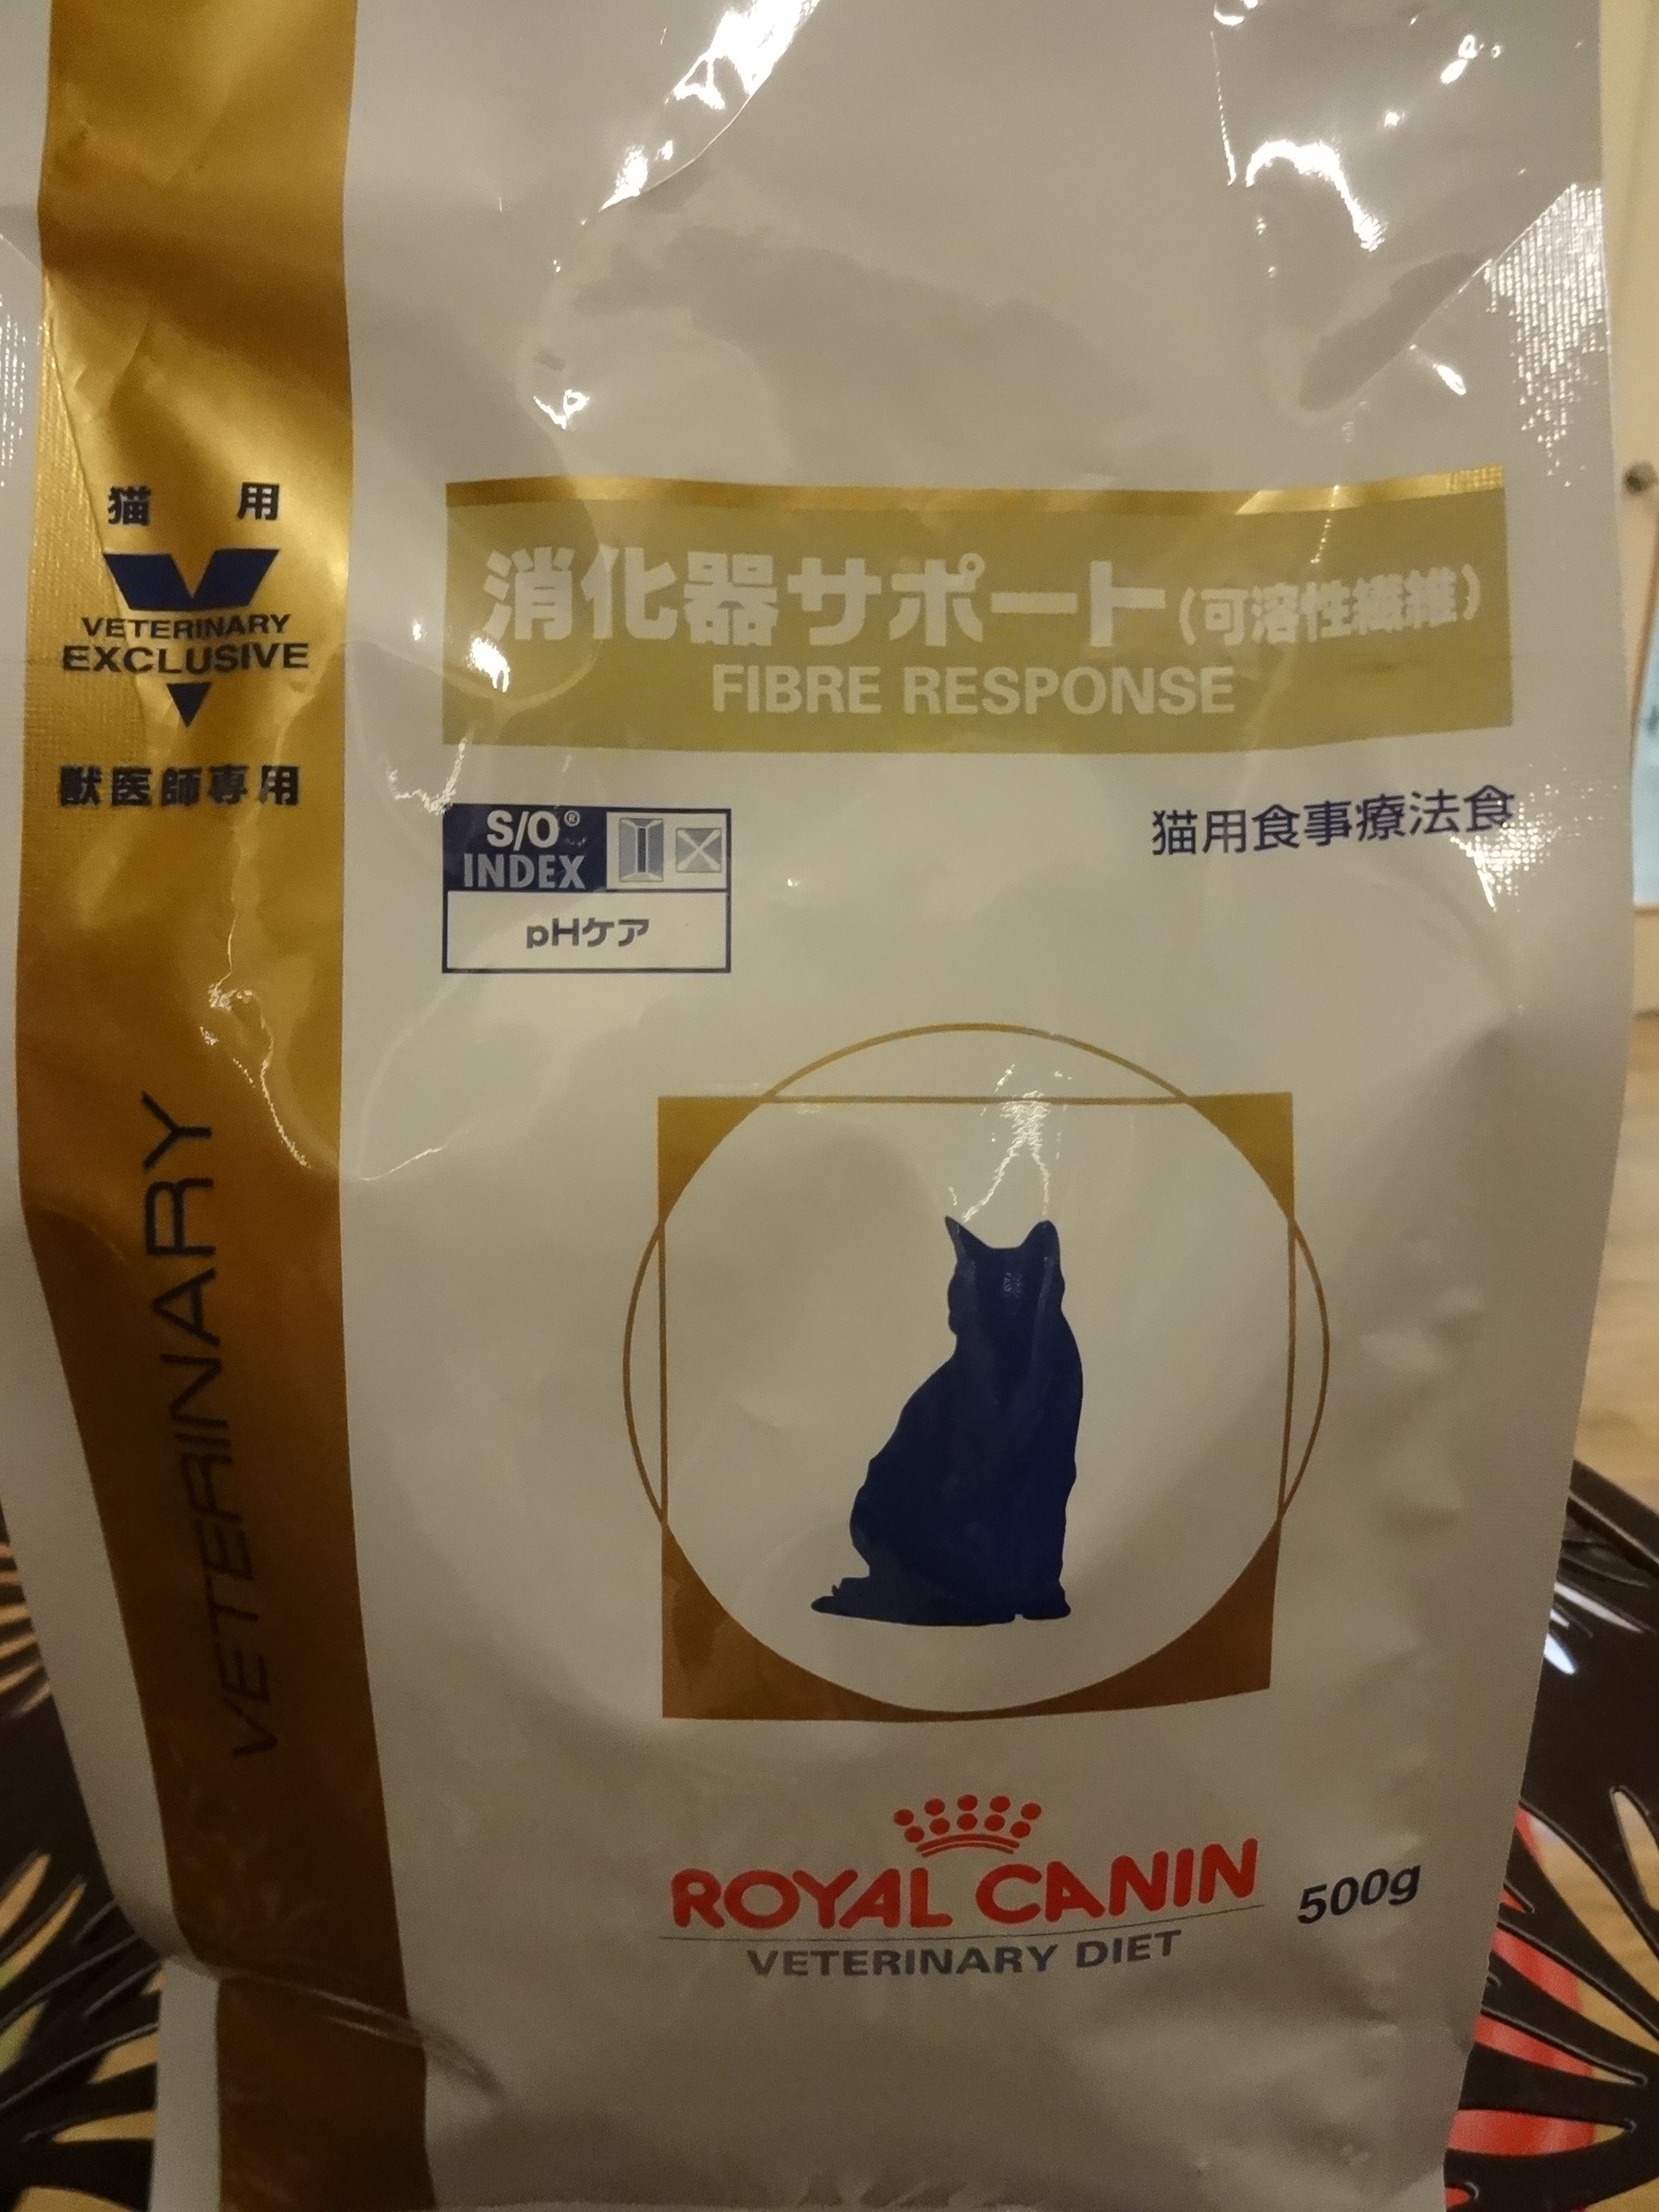 猫用
VETERINARY
EXCLUSIVE
獣医師専用
VETERINARY
消化器サポート(可溶性繊維)
FIBRE RESPONSE
猫用食事療法食
S/O®
INDEX
pHケア
ROYAL CANIN
500g
VETERINARY DIET